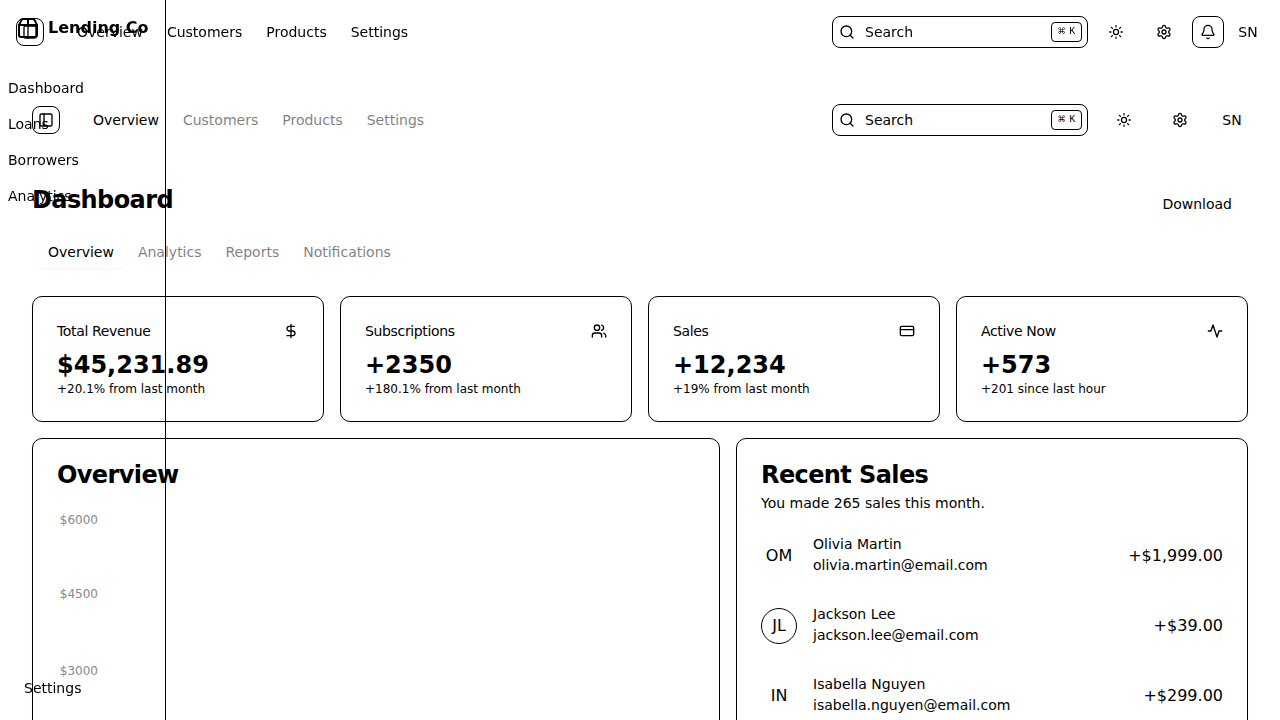 Lending Co
Overview Customers Products Settings Search ⌘ K SN
Dashboard
Loans
Borrowers
Analytics
Settings
Overview Customers Products Settings Search ⌘ K SN
Dashboard
Download
Overview Analytics Reports Notifications
Total Revenue
$45,231.89
+20.1% from last month
Subscriptions
+2350
+180.1% from last month
Sales
+12,234
+19% from last month
Active Now
+573
+201 since last hour
Overview
$6000
$4500
$3000
Recent Sales
You made 265 sales this month.
OM Olivia Martin +$1,999.00
olivia.martin@email.com
JL Jackson Lee +$39.00
jackson.lee@email.com
IN Isabella Nguyen +$299.00
isabella.nguyen@email.com